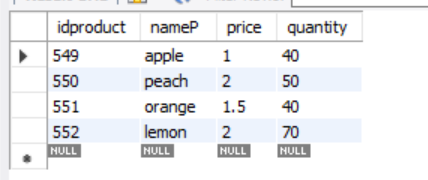 idproduct nameP price quantity
549 apple 1 40
550 peach 2 50
551 orange 1.5 40
552 lemon 2 70
NULL NULL NULL NULL